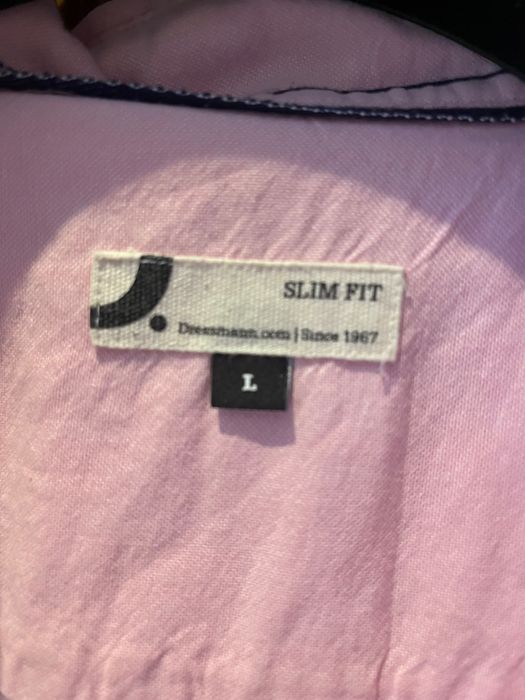 SLIM FIT
Dressmann.com | Since 1967
L